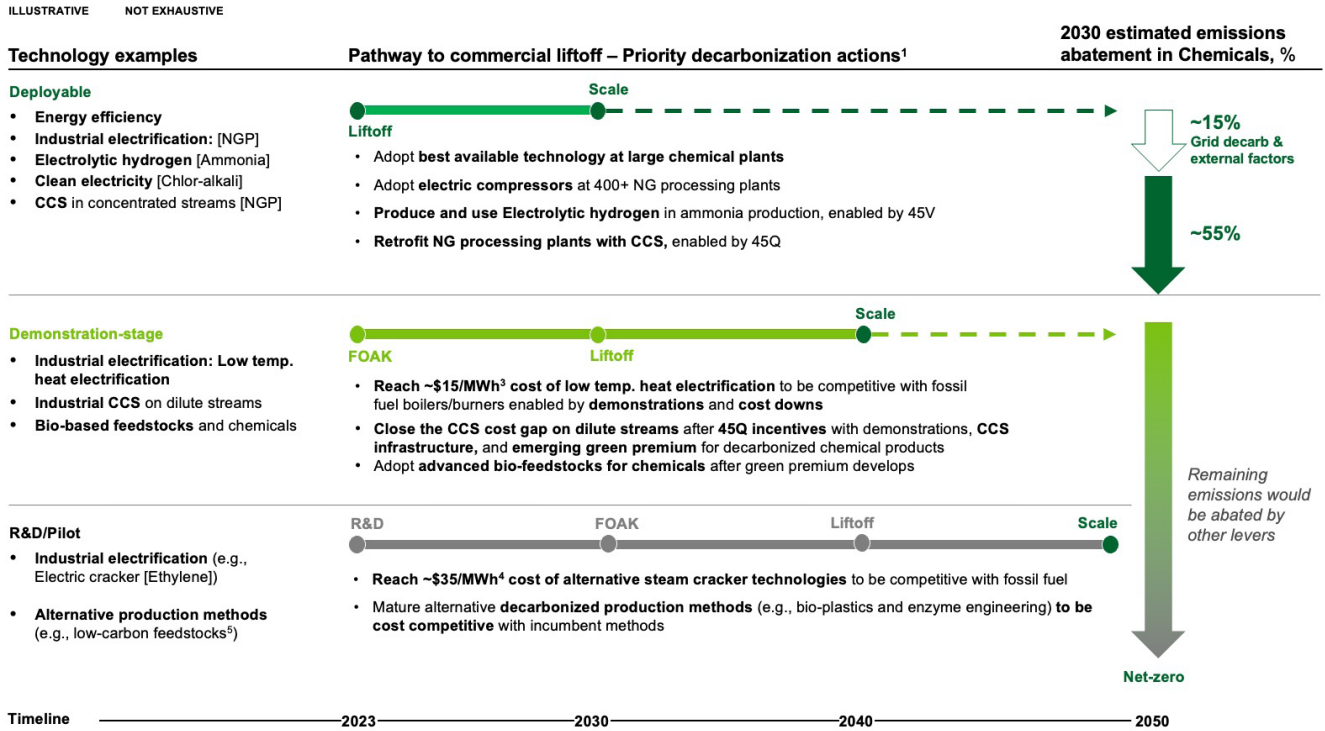 ILLUSTRATIVE NOT EXHAUSTIVE
Technology examples
Pathway to commercial liftoff – Priority decarbonization actions¹
2030 estimated emissions
abatement in Chemicals, %
Deployable
• Energy efficiency
• Industrial electrification: [NGP]
• Electrolytic hydrogen [Ammonia]
• Clean electricity [Chlor-alkali]
• CCS in concentrated streams [NGP]
Scale
Liftoff
• Adopt best available technology at large chemical plants
• Adopt electric compressors at 400+ NG processing plants
• Produce and use Electrolytic hydrogen in ammonia production, enabled by 45V
• Retrofit NG processing plants with CCS, enabled by 45Q
~15%
Grid decarb &
external factors
~55%
Demonstration-stage
• Industrial electrification: Low temp.
heat electrification
• Industrial CCS on dilute streams
• Bio-based feedstocks and chemicals
Scale
FOAK
Liftoff
• Reach ~$15/MWh³ cost of low temp. heat electrification to be competitive with fossil
fuel boilers/burners enabled by demonstrations and cost downs
• Close the CCS cost gap on dilute streams after 45Q incentives with demonstrations, CCS
infrastructure, and emerging green premium for decarbonized chemical products
• Adopt advanced bio-feedstocks for chemicals after green premium develops
Remaining
emissions would
be abated by
other levers
R&D/Pilot
• Industrial electrification (e.g.,
Electric cracker [Ethylene])
• Alternative production methods
(e.g., low-carbon feedstocks⁵)
R&D
FOAK
Liftoff
Scale
• Reach ~$35/MWh⁴ cost of alternative steam cracker technologies to be competitive with fossil fuel
• Mature alternative decarbonized production methods (e.g., bio-plastics and enzyme engineering) to be
cost competitive with incumbent methods
Net-zero
Timeline
2023
2030
2040
2050